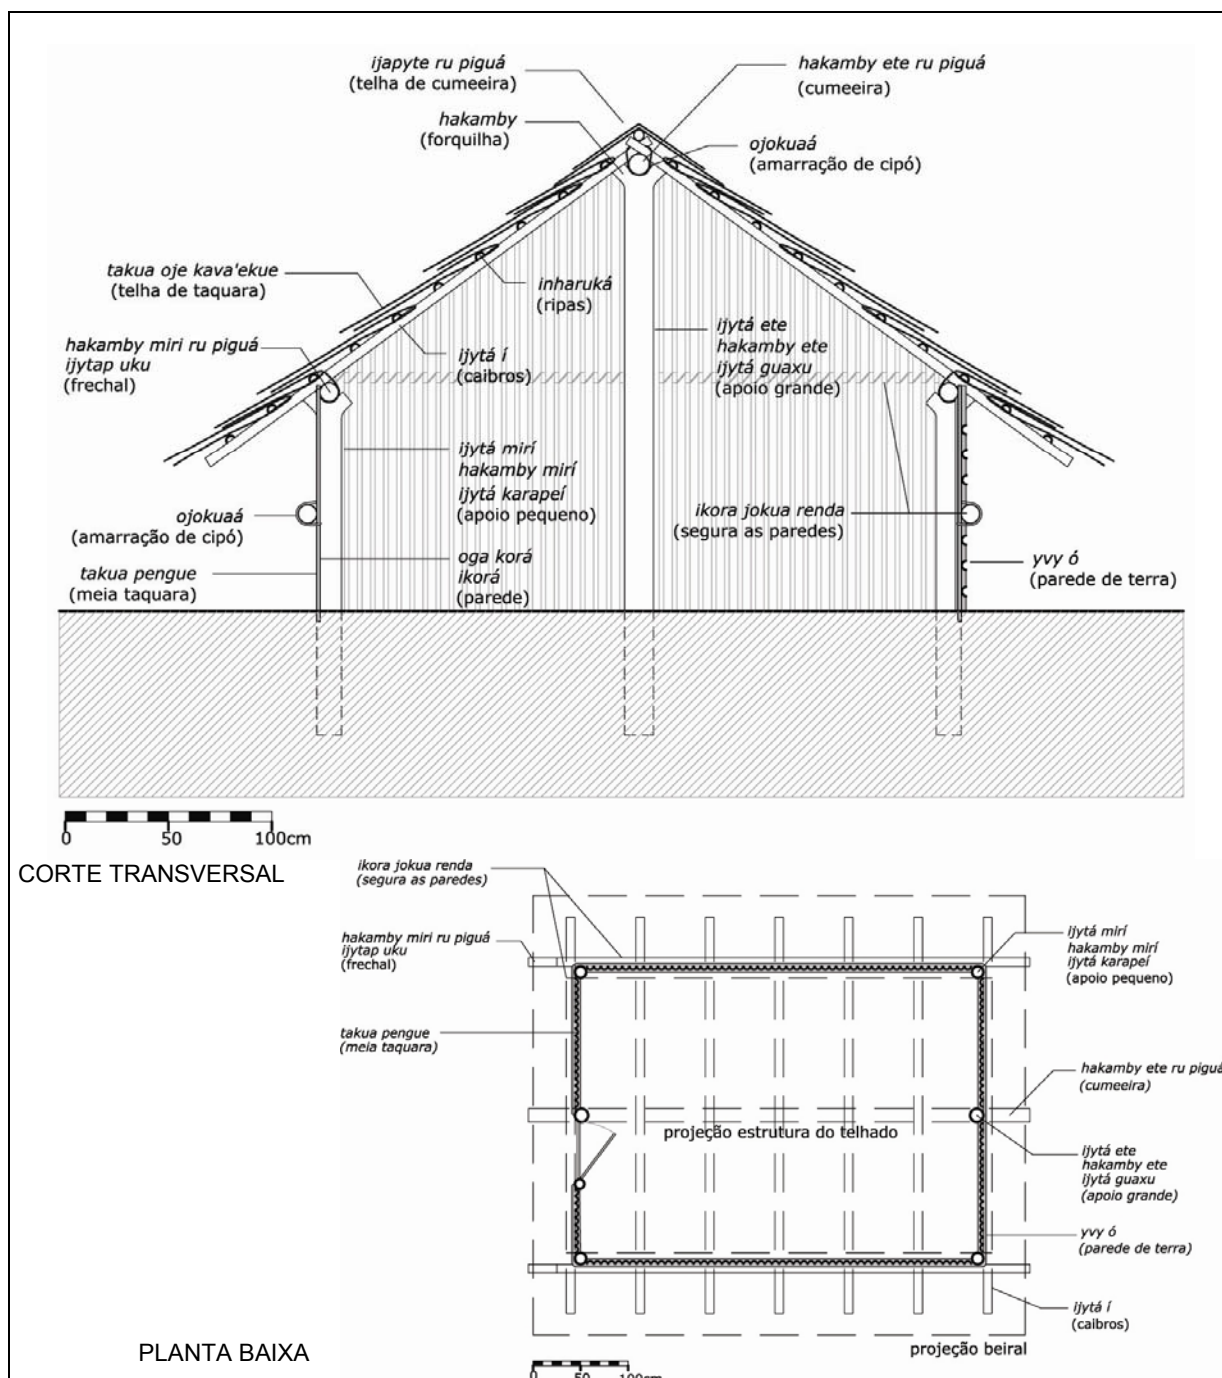 ijapyte ru piguá
(telha de cumeeira)
hakamby ete ru piguá
(cumeeira)
hakamby
(forquilha)
ojokuaá
(amarração de cipó)
takua oje kava'ekue
(telha de taquara)
inharuká
(ripas)
hakamby miri ru piguá
ijytap uku
(frechal)
ijytá í
(caibros)
ijytá ete
hakamby ete
ijytá guaxu
(apoio grande)
ijytá mirí
hakamby mirí
ijytá karapeí
(apoio pequeno)
ojokuaá
(amarração de cipó)
ikora jokua renda
(segura as paredes)
takua pengue
(meia taquara)
oga korá
ikorá
(parede)
yvy ó
(parede de terra)
0 50 100cm
CORTE TRANSVERSAL
ikora jokua renda
(segura as paredes)
hakamby miri ru piguá
ijytap uku
(frechal)
ijytá mirí
hakamby mirí
ijytá karapeí
(apoio pequeno)
takua pengue
(meia taquara)
hakamby ete ru piguá
(cumeeira)
projeção estrutura do telhado
ijytá ete
hakamby ete
ijytá guaxu
(apoio grande)
yvy ó
(parede de terra)
ijytá í
(caibros)
projeção beiral
PLANTA BAIXA
0 50 100cm